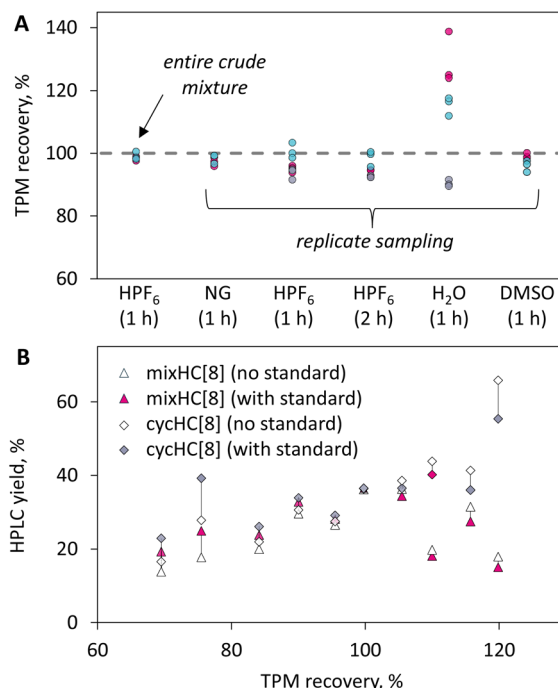 A
TPM recovery, %
140
120
100
80
60
entire crude
mixture
replicate sampling
HPF₆ NG HPF₆ HPF₆ H₂O DMSO
(1 h) (1 h) (1 h) (2 h) (1 h) (1 h)
B
HPLC yield, %
60
40
20
0
mixHC[8] (no standard)
mixHC[8] (with standard)
cycHC[8] (no standard)
cycHC[8] (with standard)
60 80 100 120
TPM recovery, %